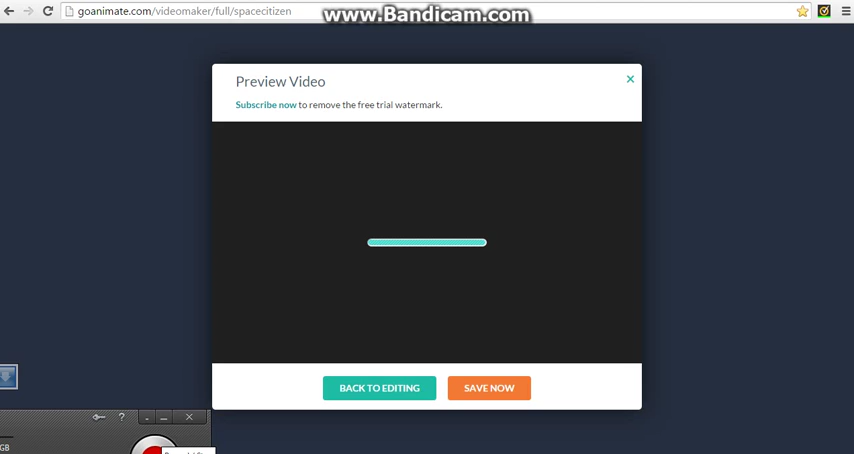 goanimate.com/videomaker/full/spacecitizen
www.Bandicam.com
Preview Video
Subscribe now to remove the free trial watermark.
BACK TO EDITING
SAVE NOW
?
GB